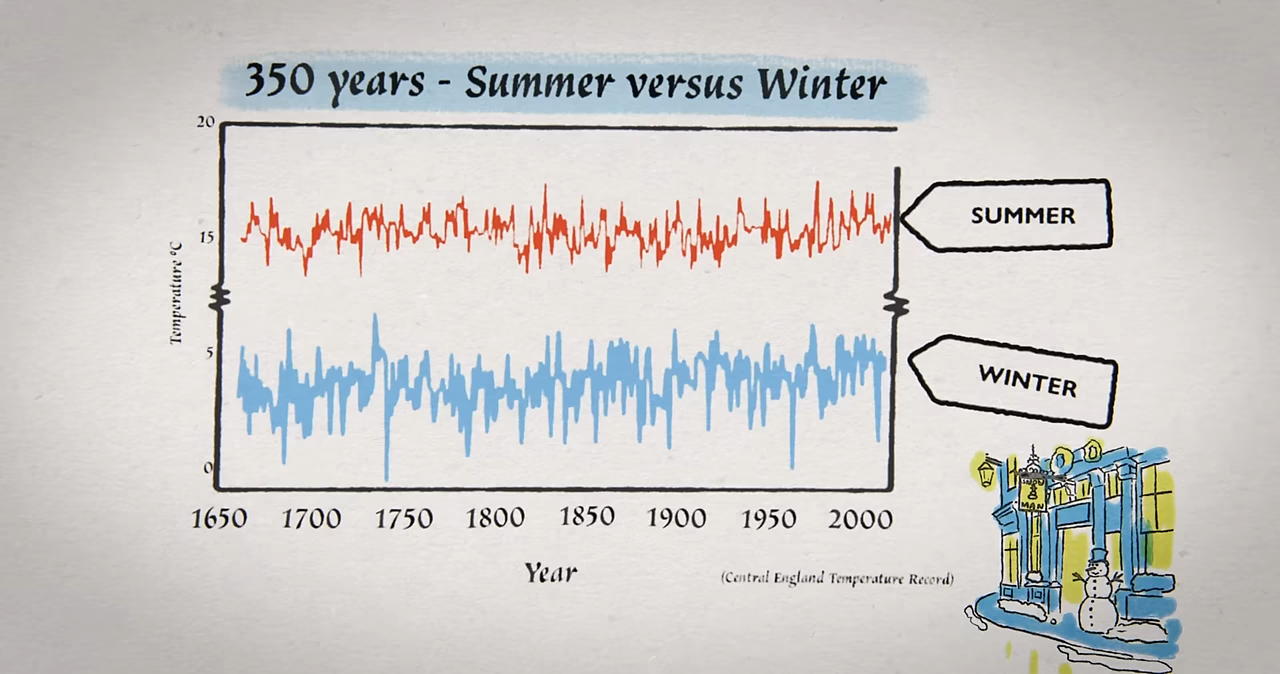 350 years - Summer versus Winter
20
15
5
0
Temperature °C
SUMMER
WINTER
1650 1700 1750 1800 1850 1900 1950 2000
Year
(Central England Temperature Record)
MAN